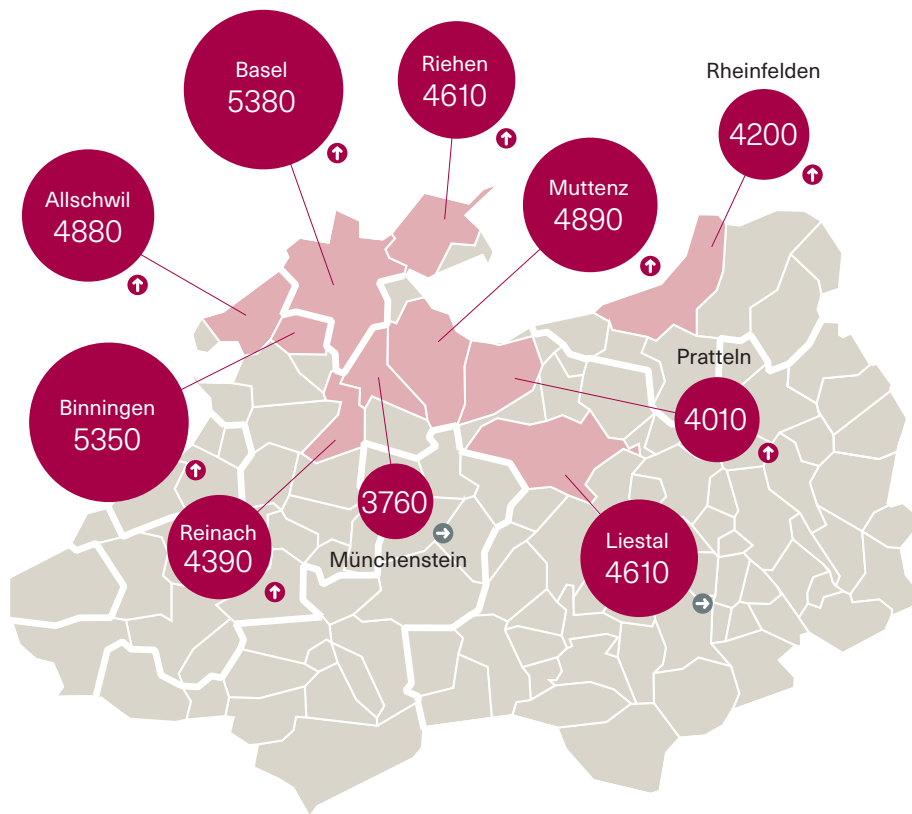 Basel
5380
Riehen
4610
Rheinfelden
4200
Allschwil
4880
Muttenz
4890
Binningen
5350
Pratteln
4010
3760
Münchenstein
Reinach
4390
Liestal
4610